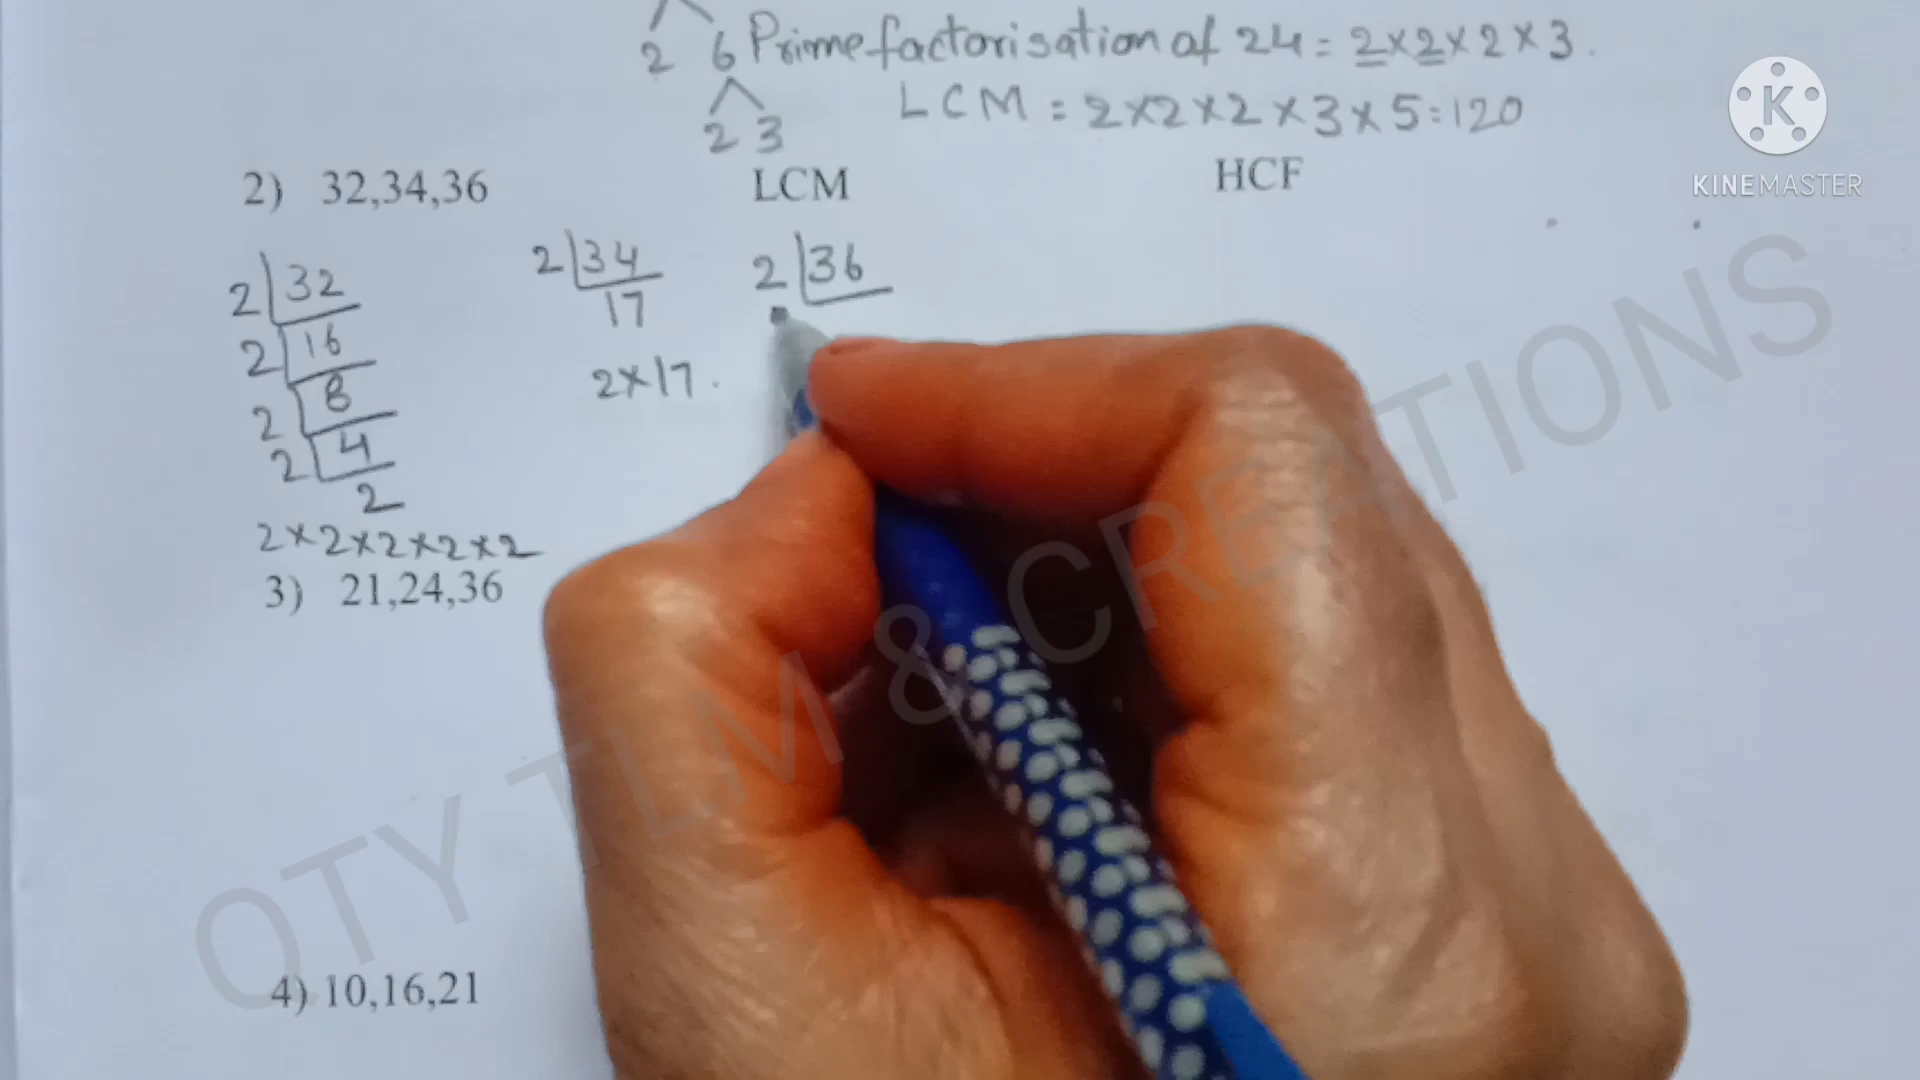 2 6 Prime factorisation of 24 = 2×2×2×3.
2 3 LCM = 2×2×2×3×5=120
K
KINEMASTER
2) 32,34,36 LCM HCF
2 32
2 16
2 8
2 4
2
2×2×2×2×2
2 34
17
2×17.
2 36
3) 21,24,36
4) 10,16,21
QTY TLM & CREATIONS